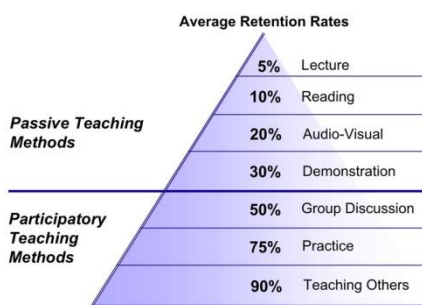 Average Retention Rates
5% Lecture
10% Reading
Passive Teaching
Methods
20% Audio-Visual
30% Demonstration
50% Group Discussion
Participatory
Teaching
Methods
75% Practice
90% Teaching Others